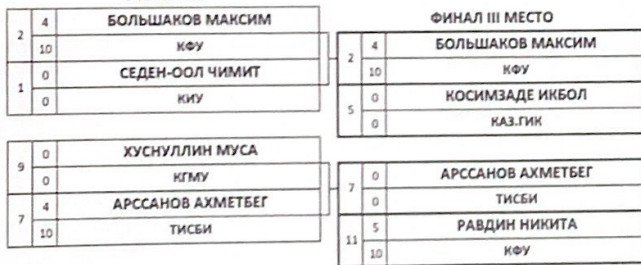 2 4 БОЛЬШАКОВ МАКСИМ
10 КФУ
1 0 СЕДЕН-ООЛ ЧИМИТ
0 КИУ
9 0 ХУСНУЛЛИН МУСА
0 КГМУ
7 4 АРССАНОВ АХМЕТБЕГ
10 ТИСБИ
ФИНАЛ III МЕСТО
2 4 БОЛЬШАКОВ МАКСИМ
10 КФУ
5 0 КОСИМЗАДЕ ИКБОЛ
0 КАЗ.ГИК
7 0 АРССАНОВ АХМЕТБЕГ
0 ТИСБИ
11 5 РАВДИН НИКИТА
10 КФУ